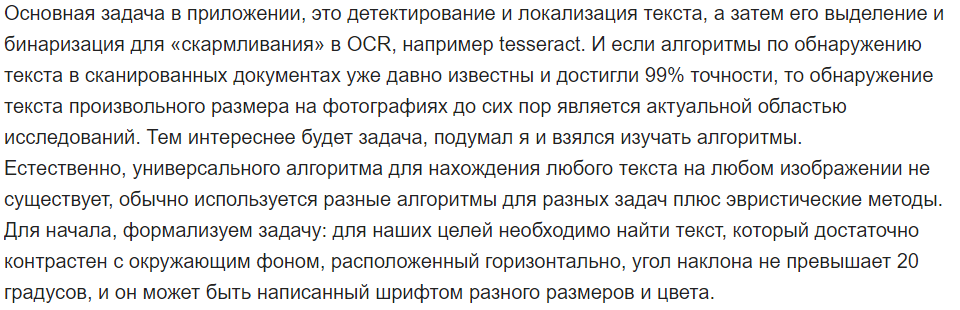 Основная задача в приложении, это детектирование и локализация текста, а затем его выделение и
бинаризация для «скармливания» в OCR, например tesseract. И если алгоритмы по обнаружению
текста в сканированных документах уже давно известны и достигли 99% точности, то обнаружение
текста произвольного размера на фотографиях до сих пор является актуальной областью
исследований. Тем интереснее будет задача, подумал я и взялся изучать алгоритмы.
Естественно, универсального алгоритма для нахождения любого текста на любом изображении не
существует, обычно используется разные алгоритмы для разных задач плюс эвристические методы.
Для начала, формализуем задачу: для наших целей необходимо найти текст, который достаточно
контрастен с окружающим фоном, расположенный горизонтально, угол наклона не превышает 20
градусов, и он может быть написанный шрифтом разного размеров и цвета.